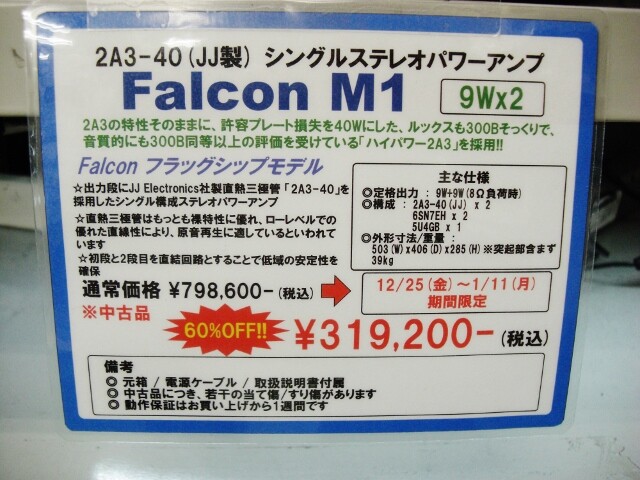 2A3-40(JJ製) シングルステレオパワーアンプ
Falcon M1
9W×2
2A3の特性そのままに、許容プレート損失を40Wにした、ルックスも300Bそっくりで、
音質的にも300B同等以上の評価を受けている「ハイパワー2A3」を採用!!
Falcon フラッグシップモデル
☆出力段にJJ Electronics社製直熱三極管「2A3-40」を
採用したシングル構成ステレオパワーアンプ
☆直熱三極管はもっとも裸特性に優れ、ローレベルでの
優れた直線性により、原音再生に適しているといわれて
います
☆初段と2段目を直結回路とすることで低域の安定性を
確保
主な仕様
◎定格出力 : 9W+9W(8Ω負荷時)
◎構成 : 2A3-40(JJ) x 2
6SN7EH x 2
5U4GB x 1
◎外形寸法/重量 :
503(W)x406(D)x285(H)※突起部含まず
39kg
通常価格 ¥798,600-(税込)
12/25(金)~1/11(月)
期間限定
※中古品
60%OFF!!
¥319,200-(税込)
備考
◎ 元箱 / 電源ケーブル / 取扱説明書付属
◎ 中古品につき、若干の当て傷/すり傷があります
◎ 動作保証はお買い上げから1週間です